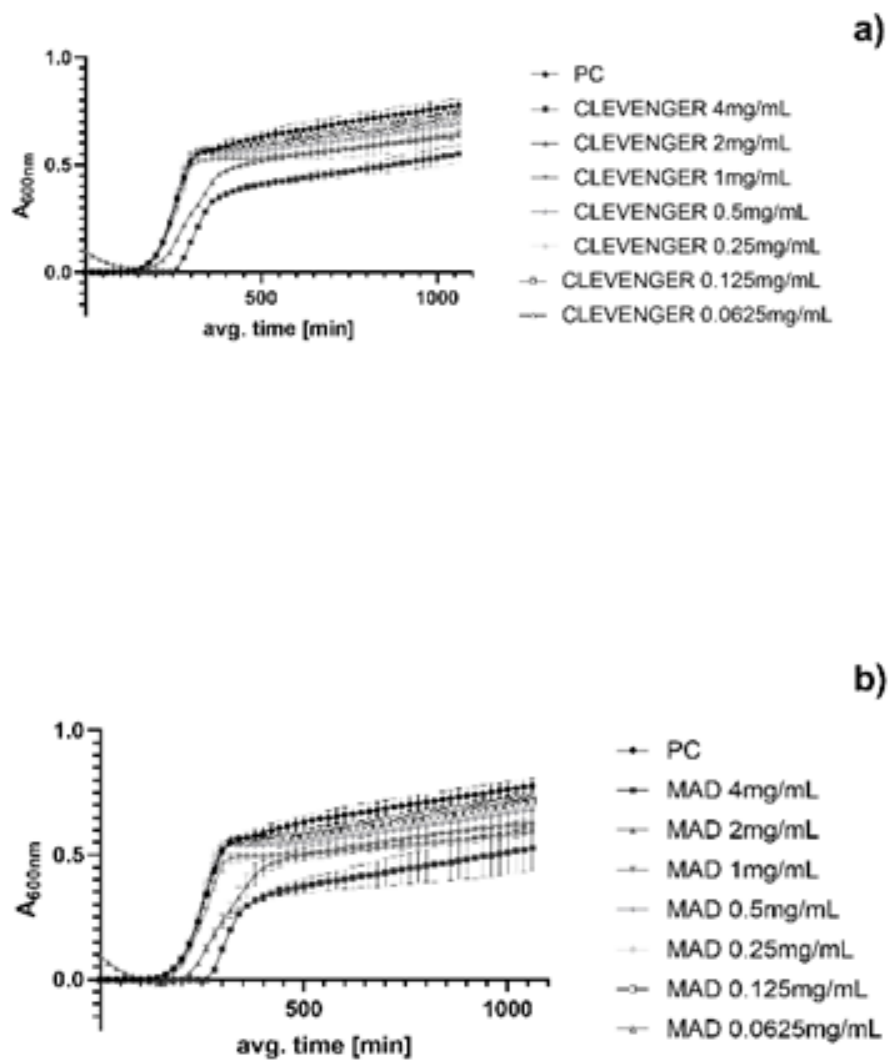 a)
1.0
0.5
0.0
A600nm
500
1000
avg. time [min]
PC
CLEVENGER 4mg/mL
CLEVENGER 2mg/mL
CLEVENGER 1mg/mL
CLEVENGER 0.5mg/mL
CLEVENGER 0.25mg/mL
CLEVENGER 0.125mg/mL
CLEVENGER 0.0625mg/mL
b)
1.0
0.5
0.0
A600nm
500
1000
avg. time [min]
PC
MAD 4mg/mL
MAD 2mg/mL
MAD 1mg/mL
MAD 0.5mg/mL
MAD 0.25mg/mL
MAD 0.125mg/mL
MAD 0.0625mg/mL